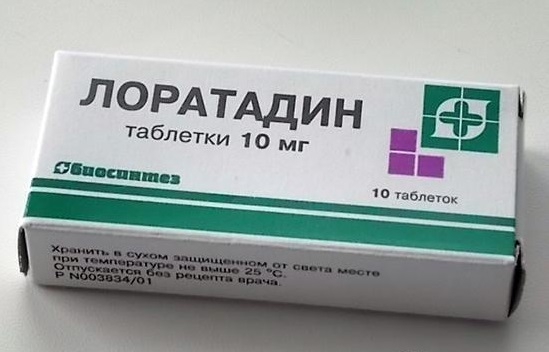 ЛОРАТАДИН
таблетки 10 мг
биосинтез
10 таблеток
Хранить в сухом защищенном от света месте
при температуре не выше 25 °С.
Отпускается без рецепта врача.
Р N003834/01